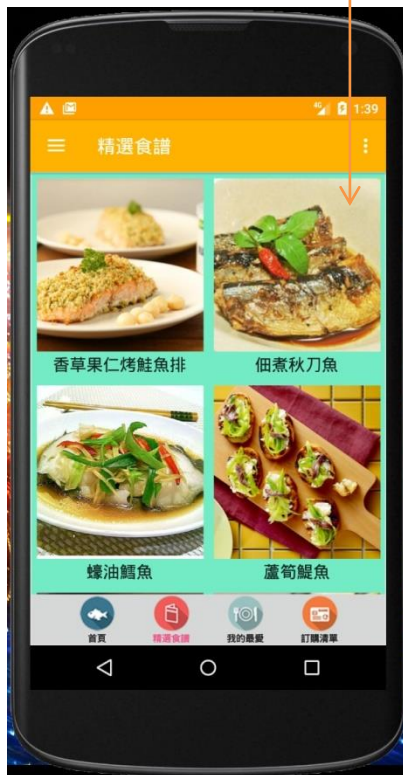 4G 1:39
精選食譜
香草果仁烤鮭魚排
佃煮秋刀魚
蠔油鱈魚
蘆筍鯷魚
首頁
精選食譜
我的最愛
訂購清單